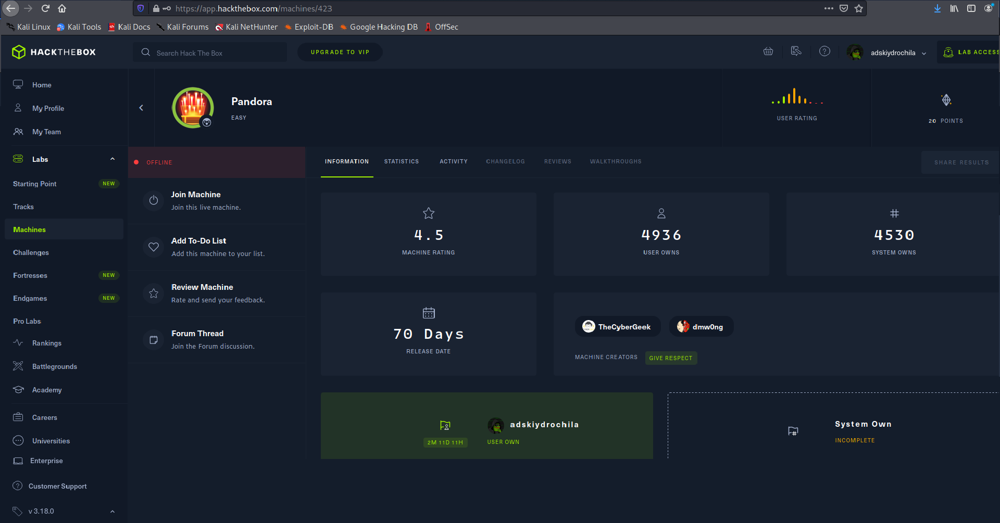 https://app.hackthebox.com/machines/423
Kali Linux Kali Tools Kali Docs Kali Forums Kali NetHunter Exploit-DB Google Hacking DB OffSec
HACKTHEBOX
Search Hack The Box
UPGRADE TO VIP
adskiydrochila
LAB ACCESS
Home
My Profile
My Team
Labs
Starting Point NEW
Tracks
Machines
Challenges
Fortresses NEW
Endgames NEW
Pro Labs
Rankings
Battlegrounds
Academy
Careers
Universities
Enterprise
Customer Support
v 3.18.0
Pandora
EASY
USER RATING
20 POINTS
OFFLINE
Join Machine
Join this live machine.
Add To-Do List
Add this machine to your list.
Review Machine
Rate and send your feedback.
Forum Thread
Join the Forum discussion.
INFORMATION STATISTICS ACTIVITY CHANGELOG REVIEWS WALKTHROUGHS
SHARE RESULTS
4.5
MACHINE RATING
4936
USER OWNS
4530
SYSTEM OWNS
70 Days
RELEASE DATE
TheCyberGeek dmw0ng
MACHINE CREATORS GIVE RESPECT
adskiydrochila
2M 11D 11H USER OWN
System Own
INCOMPLETE